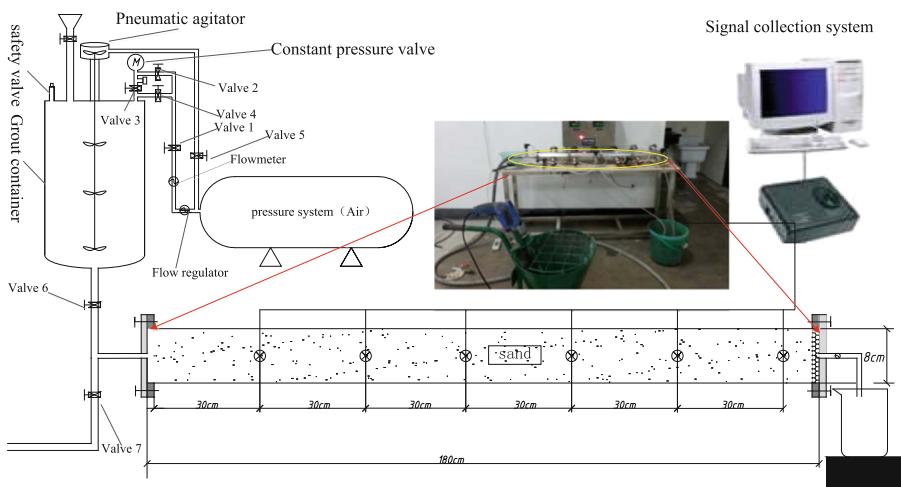 Pneumatic agitator
Signal collection system
safety valve
Grout container
M
Constant pressure valve
Valve 2
Valve 4
Valve 3
Valve 1
Valve 5
Flowmeter
pressure system（Air）
Flow regulator
Valve 6
sand
8cm
30cm 30cm 30cm 30cm 30cm 30cm
Valve 7
180cm